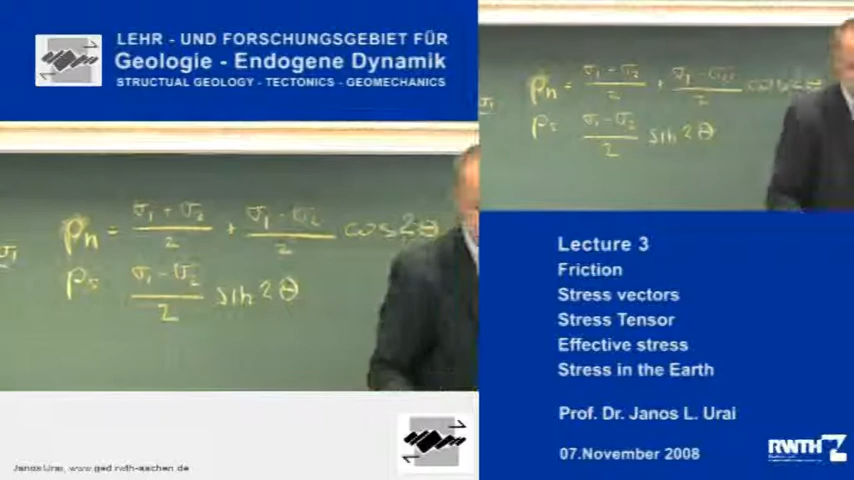 LEHR - UND FORSCHUNGSGEBIET FÜR
Geologie - Endogene Dynamik
STRUCTURAL GEOLOGY - TECTONICS - GEOMECHANICS
σ₁
pₙ = σ₁ + σ₂ / 2 + σ₁ - σ₂ / 2 cos 2Θ
pₛ σ₁ - σ₂ / 2 sin 2Θ
Janos Urai, www.ged.rwth-aachen.de
σ₁
pₙ = σ₁ - σ₂ / 2 + σ₁ - σ₂ / 2 cos 2Θ
pₛ σ₁ - σ₂ / 2 sin 2Θ
Lecture 3
Friction
Stress vectors
Stress Tensor
Effective stress
Stress in the Earth
Prof. Dr. Janos L. Urai
07.November 2008
RWTH